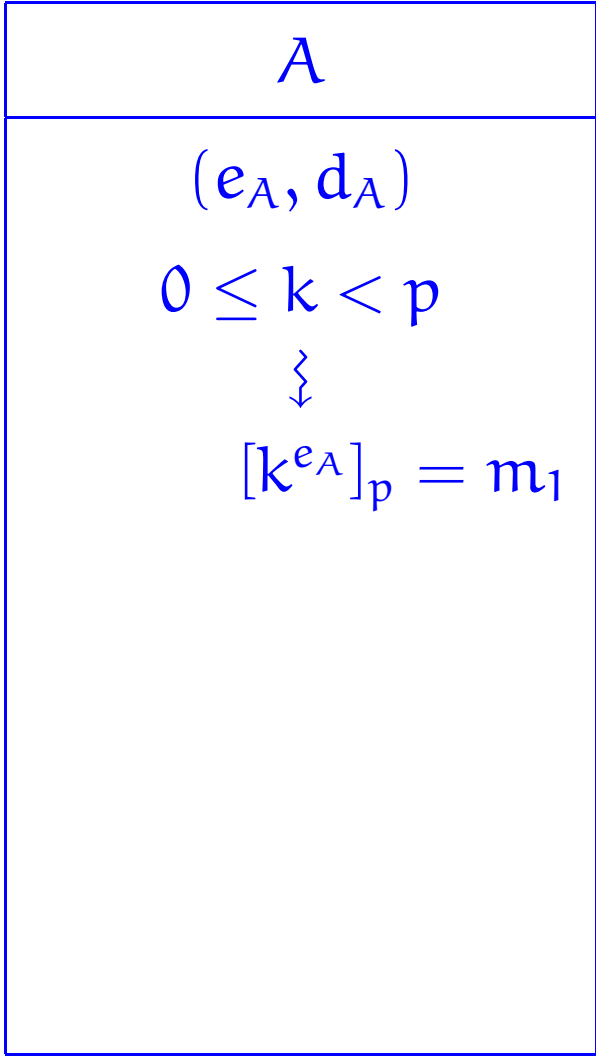 A
(e_A, d_A)
0 ≤ k < p
[k^{e_A}]_p = m_1